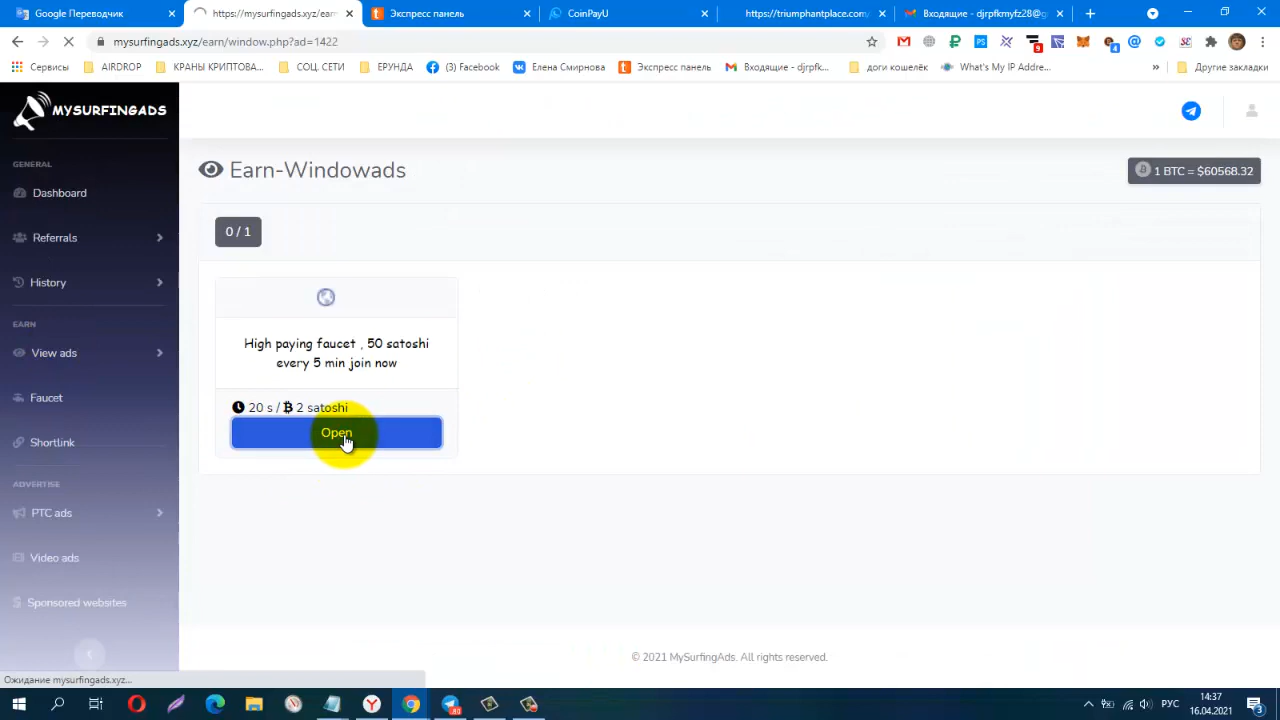 Google Переводчик
https://mysurfingads.xyz/earn
Экспресс панель
CoinPayU
https://triumphantplace.com/
Входящие - djrpfkmyfz28@g
mysurfingads.xyz/earn/window.php?ad=1422
9
4
Сервисы
AIRDROP
КРАНЫ КРИПТОВА...
СОЦ. СЕТИ
ЕРУНДА
(3) Facebook
Елена Смирнова
Экспресс панель
Входящие - djrpfk...
доги кошелёк
What's My IP Addre...
»
Другие закладки
MYSURFINGADS
GENERAL
Dashboard
Referrals
History
EARN
View ads
Faucet
Shortlink
ADVERTISE
PTC ads
Video ads
Sponsored websites
Earn-Windowads
1 BTC = $60568.32
0 / 1
High paying faucet , 50 satoshi
every 5 min join now
20 s / ₿ 2 satoshi
Open
© 2021 MySurfingAds. All rights reserved.
Ожидание mysurfingads.xyz...
80
РУС
14:37
16.04.2021
3